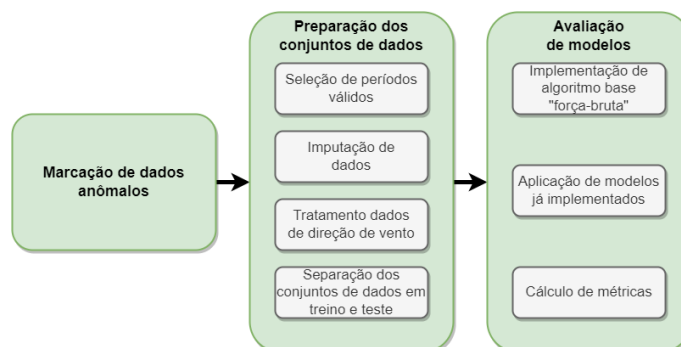 Marcação de dados
anômalos
Preparação dos
conjuntos de dados
Seleção de períodos
válidos
Imputação de
dados
Tratamento dados
de direção de vento
Separação dos
conjuntos de dados em
treino e teste
Avaliação
de modelos
Implementação de
algoritmo base
"força-bruta"
Aplicação de modelos
já implementados
Cálculo de métricas